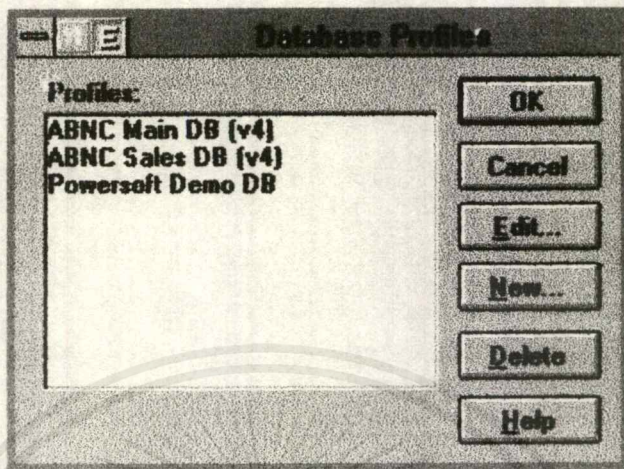 Database Profiles
Profiles:
ABNC Main DB (v4)
ABNC Sales DB (v4)
Powersoft Demo DB
OK
Cancel
Edit...
New...
Delete
Help